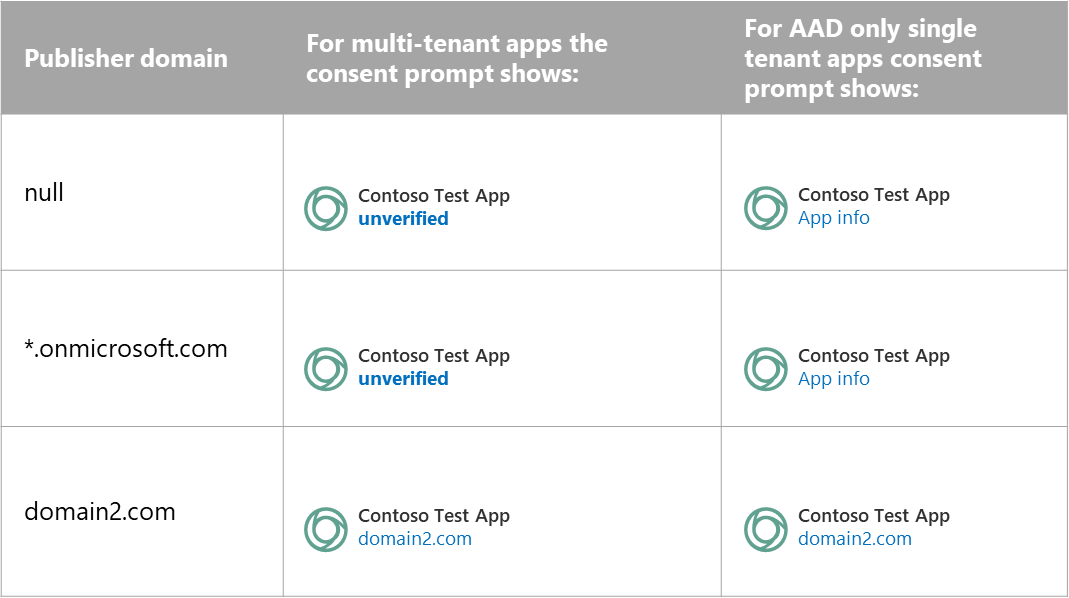 Publisher domain
For multi-tenant apps the
consent prompt shows:
For AAD only single
tenant apps consent
prompt shows:
null
Contoso Test App
unverified
Contoso Test App
App info
*.onmicrosoft.com
Contoso Test App
unverified
Contoso Test App
App info
domain2.com
Contoso Test App
domain2.com
Contoso Test App
domain2.com